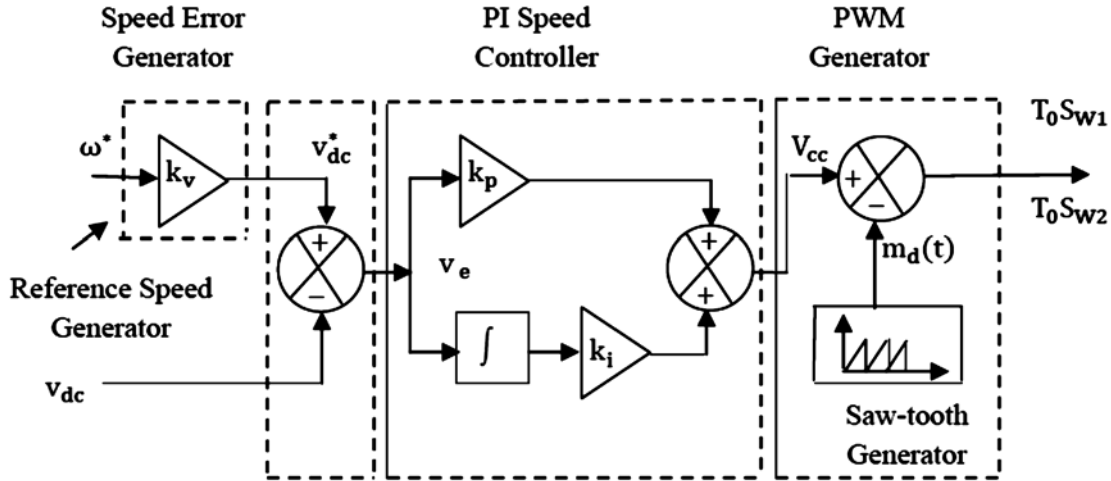 Speed Error
Generator
PI Speed
Controller
PWM
Generator
ω*
k_v
v*_dc
+
−
v_dc
Reference Speed
Generator
v_e
k_p
∫
k_i
+
+
V_cc
+
−
m_d(t)
T_0S_W1
T_0S_W2
Saw-tooth
Generator